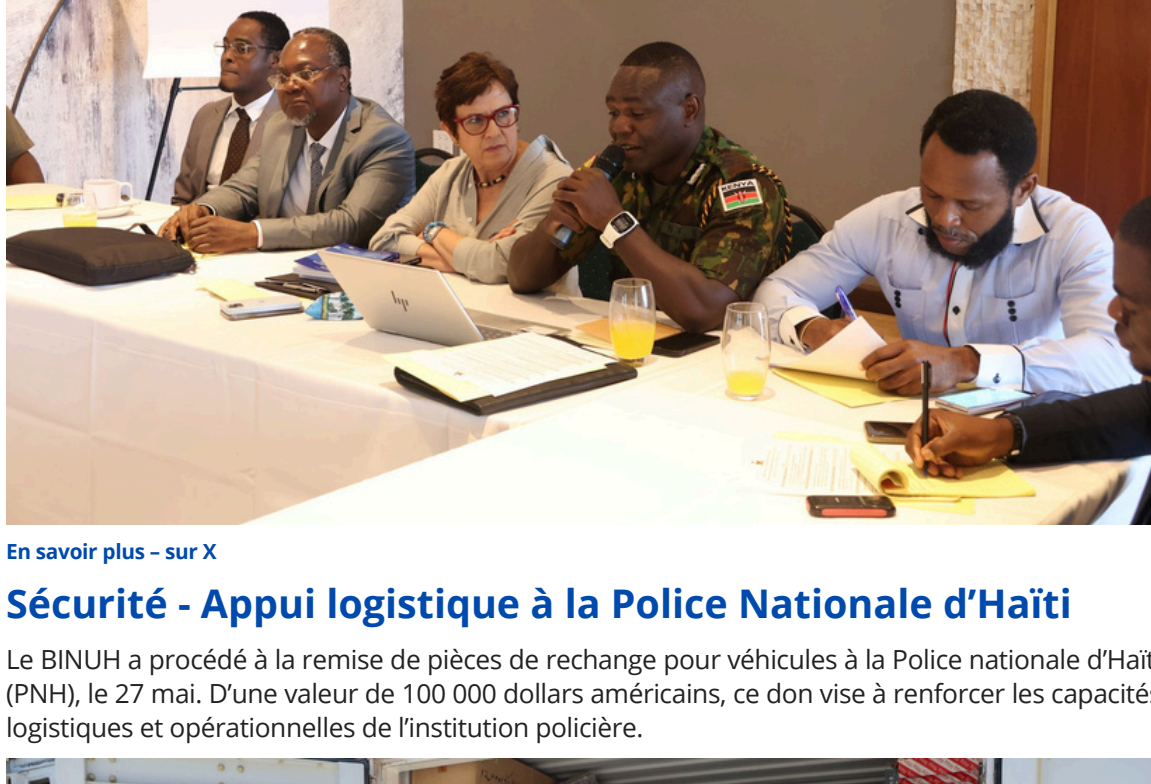 KENYA
hp
En savoir plus – sur X
Sécurité - Appui logistique à la Police Nationale d’Haïti
Le BINUH a procédé à la remise de pièces de rechange pour véhicules à la Police nationale d’Haït
(PNH), le 27 mai. D’une valeur de 100 000 dollars américains, ce don vise à renforcer les capacités
logistiques et opérationnelles de l’institution policière.